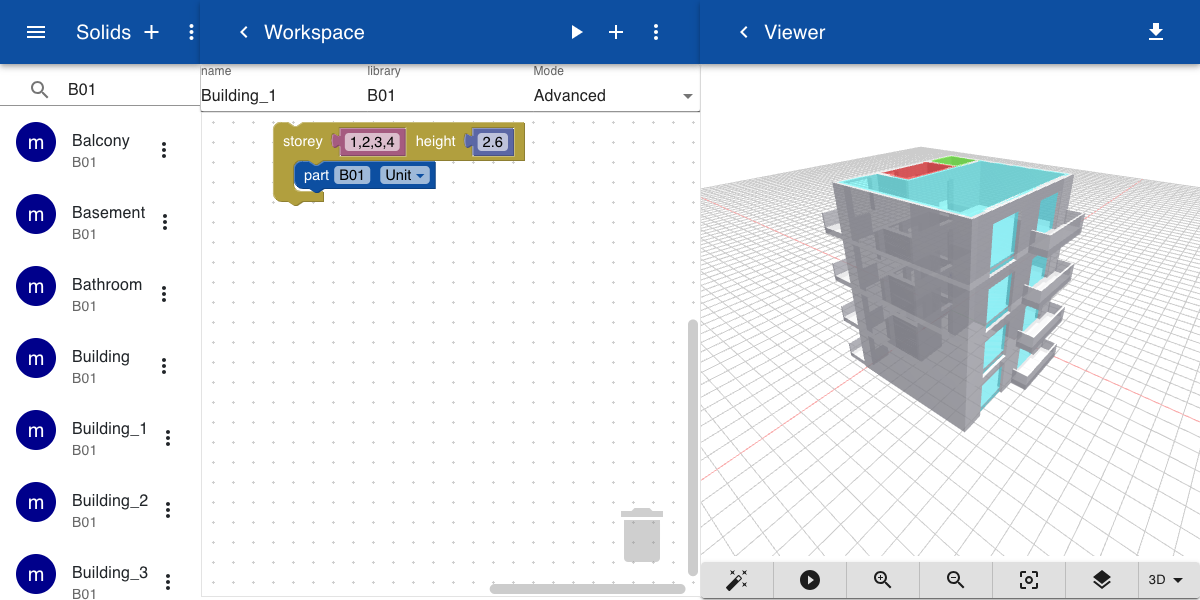 Solids
Workspace
Viewer
B01
name
library
Mode
Building_1
B01
Advanced
m
Balcony
B01
m
Basement
B01
m
Bathroom
B01
m
Building
B01
m
Building_1
B01
m
Building_2
B01
m
Building_3
B01
storey 1,2,3,4 height 2.6
part B01 Unit
3D